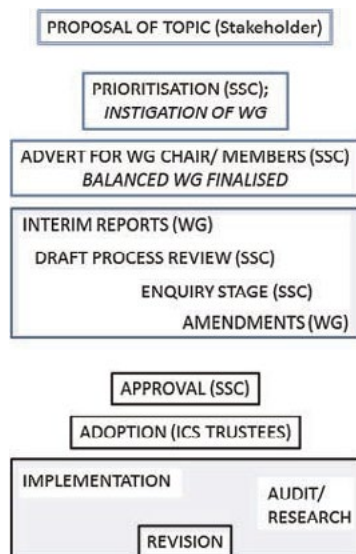 PROPOSAL OF TOPIC (Stakeholder)
PRIORITISATION (SSC);
INSTIGATION OF WG
ADVERT FOR WG CHAIR/ MEMBERS (SSC)
BALANCED WG FINALISED
INTERIM REPORTS (WG)
DRAFT PROCESS REVIEW (SSC)
ENQUIRY STAGE (SSC)
AMENDMENTS (WG)
APPROVAL (SSC)
ADOPTION (ICS TRUSTEES)
IMPLEMENTATION
AUDIT/
RESEARCH
REVISION